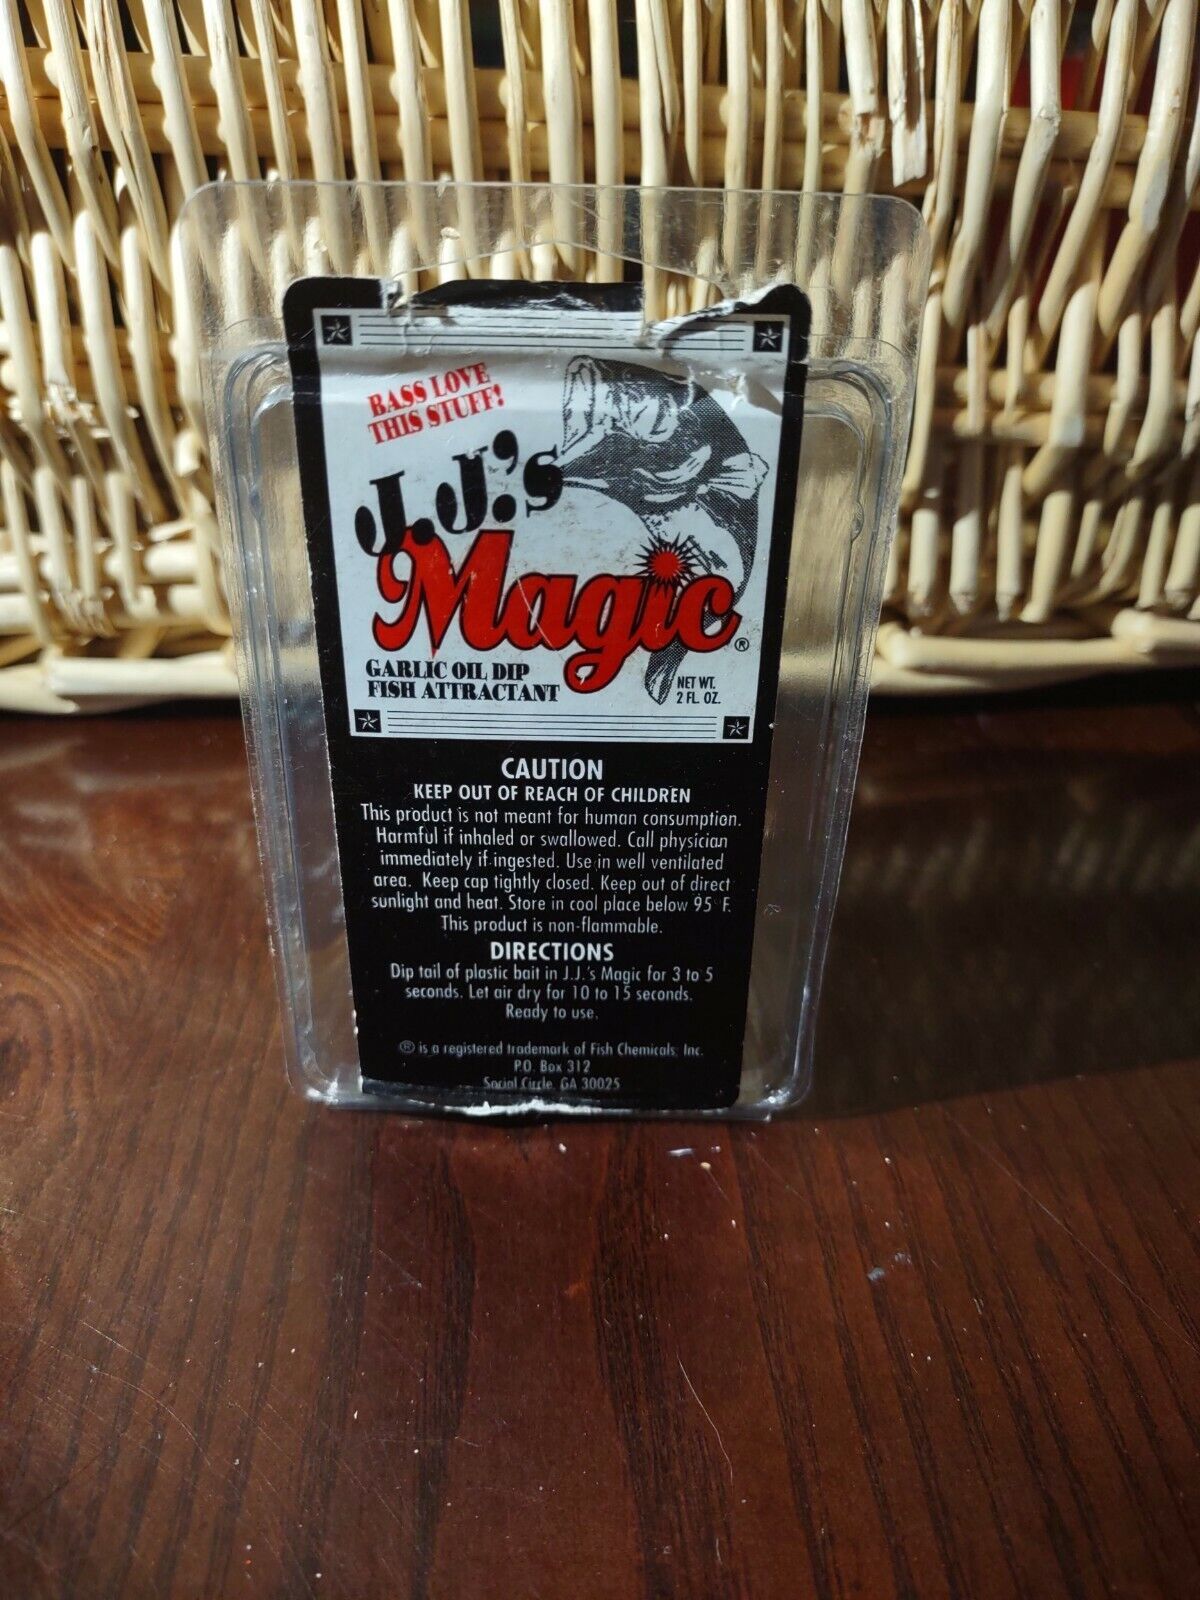 BASS LOVE
THIS STUFF!
J.J.'s
Magic®
GARLIC OIL DIP
FISH ATTRACTANT
NET WT.
2 FL. OZ.
CAUTION
KEEP OUT OF REACH OF CHILDREN
This product is not meant for human consumption.
Harmful if inhaled or swallowed. Call physician
immediately if ingested. Use in well ventilated
area. Keep cap tightly closed. Keep out of direct
sunlight and heat. Store in cool place below 95°F.
This product is non-flammable.
DIRECTIONS
Dip tail of plastic bait in J.J.'s Magic for 3 to 5
seconds. Let air dry for 10 to 15 seconds.
Ready to use.
® is a registered trademark of Fish Chemicals, Inc.
P.O. Box 312
Social Circle, GA 30025